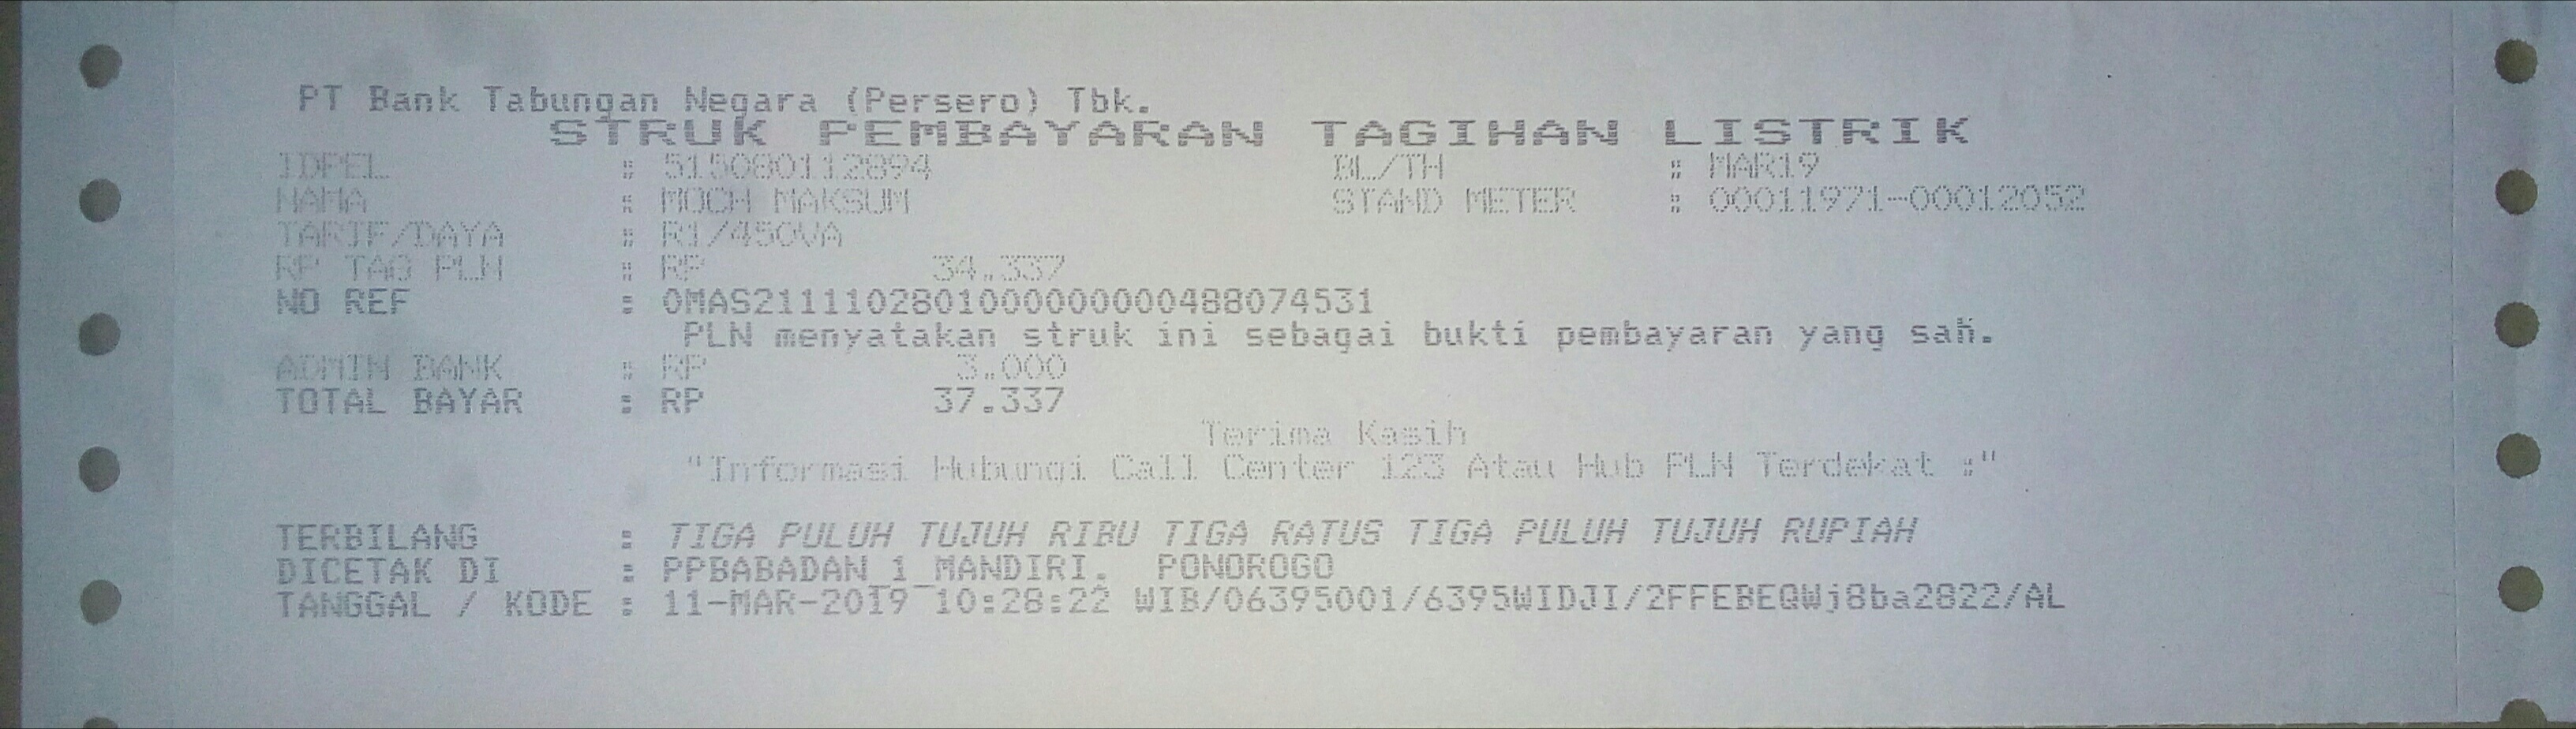 PT Bank Tabungan Negara (Persero) Tbk.
STRUK PEMBAYARAN TAGIHAN LISTRIK
IDPEL : 515080112894 BL/TH : MAR19
NAMA : MOCH MAKSUM STAND METER : 00011971-00012052
TARIF/DAYA : R1/450VA
RP TAG PLN : RP 34.337
NO REF : 0MAS21111028010000000000488074531
PLN menyatakan struk ini sebagai bukti pembayaran yang sah.
ADMIN BANK : RP 3.000
TOTAL BAYAR : RP 37.337
Terima Kasih
"Informasi Hubungi Call Center 123 Atau Hub PLN Terdekat :"
TERBILANG : TIGA PULUH TUJUH RIBU TIGA RATUS TIGA PULUH TUJUH RUPIAH
DICETAK DI : PPBABADAN_1_MANDIRI. PONOROGO
TANGGAL / KODE : 11-MAR-2019 10:28:22 WIB/06395001/6395WIDJI/2FFEBEQWj8ba2822/AL